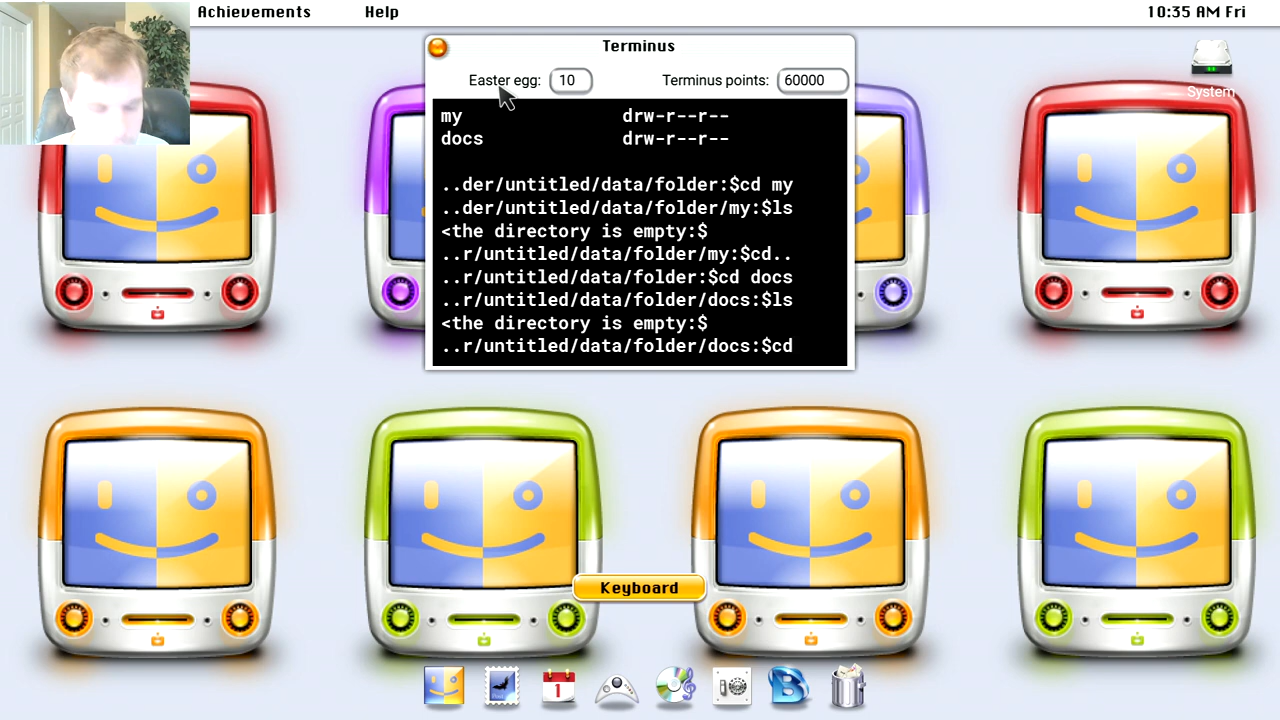 Achievements Help 10:35 AM Fri
Terminus
Easter egg: 10 Terminus points: 60000
System
my drw-r--r--
docs drw-r--r--
..der/untitled/data/folder:$cd my
..der/untitled/data/folder/my:$ls
<the directory is empty:$
..r/untitled/data/folder/my:$cd..
..r/untitled/data/folder:$cd docs
..r/untitled/data/folder/docs:$ls
<the directory is empty:$
..r/untitled/data/folder/docs:$cd
Keyboard
1
B